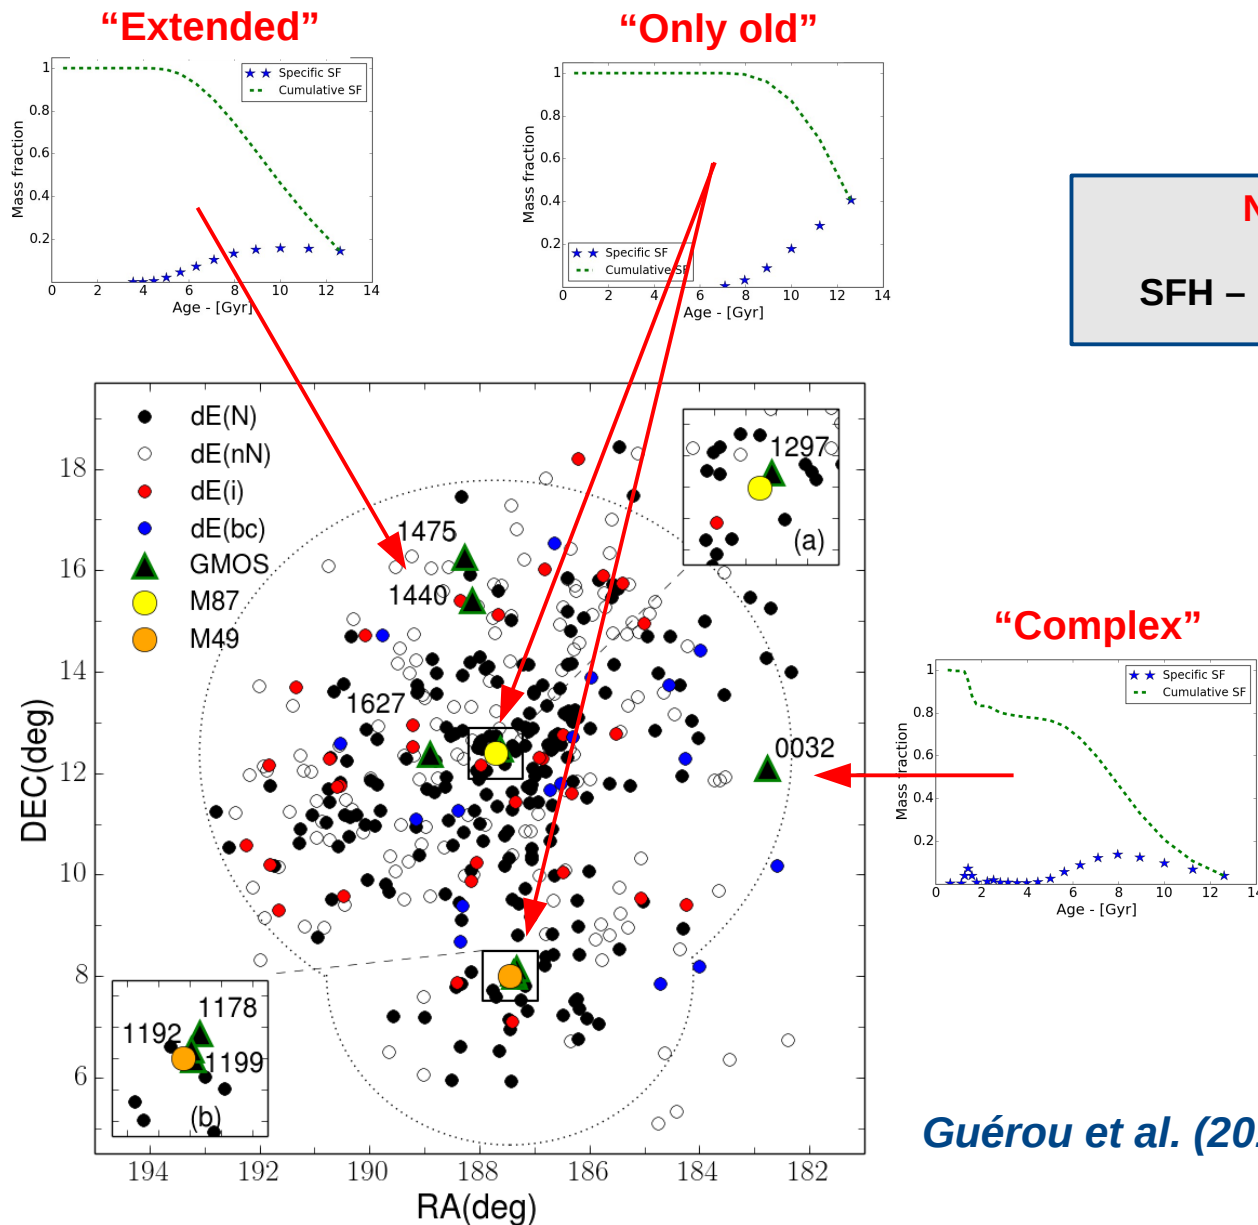 “Extended”
“Only old”
1
0.8
0.6
0.4
0.2
Mass fraction
Specific SF
Cumulative SF
0 2 4 6 8 10 12 14
Age - [Gyr]
1
0.8
0.6
0.4
0.2
Mass fraction
Specific SF
Cumulative SF
0 2 4 6 8 10 12 14
Age - [Gyr]
N
SFH –
dE(N)
dE(nN)
dE(i)
dE(bc)
GMOS
M87
M49
1475
1440
1627
1297
(a)
0032
1178
1192
1199
(b)
18
16
14
12
10
8
6
DEC(deg)
194 192 190 188 186 184 182
RA(deg)
“Complex”
1
0.8
0.6
0.4
0.2
Mass fraction
Specific SF
Cumulative SF
0 2 4 6 8 10 12 14
Age - [Gyr]
Guérou et al. (20